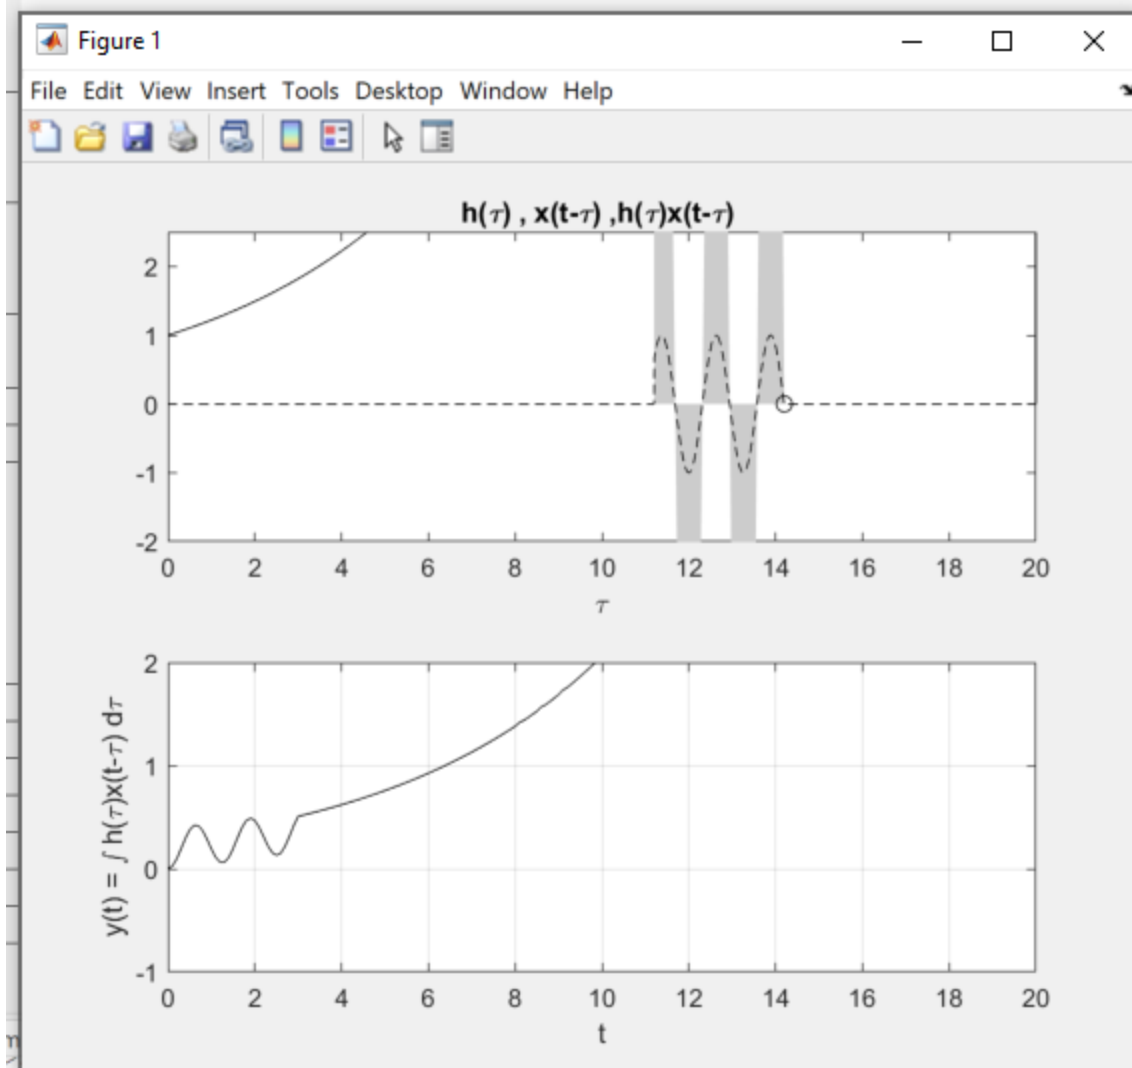 Figure 1
File Edit View Insert Tools Desktop Window Help
h(τ) , x(t-τ) ,h(τ)x(t-τ)
2
1
0
-1
-2
0 2 4 6 8 10 12 14 16 18 20
τ
y(t) = ∫ h(τ)x(t-τ) dτ
2
1
0
-1
0 2 4 6 8 10 12 14 16 18 20
t